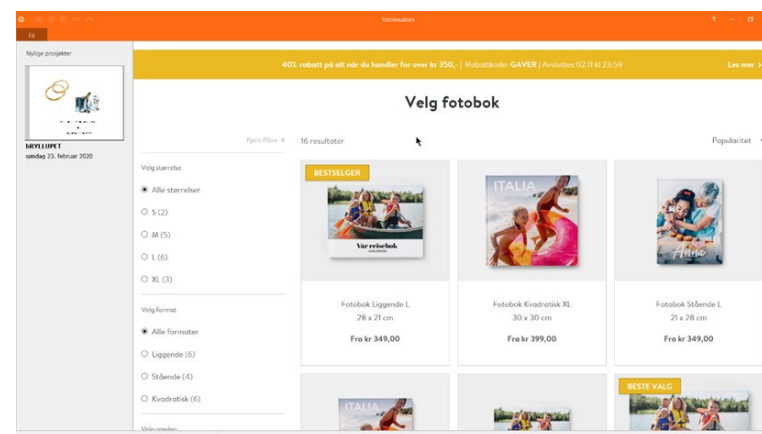 fotoknudsen
?
Fil
Nylige prosjekter
bRYLLUPET
søndag 23. februar 2020
40% rabatt på alt når du handler for over kr 350,- | Rabattkode: GAVER | Avsluttes 02.11 kl 23:59
Les mer >
Velg fotobok
Fjern filtre
16 resultater
Popularitet
Velg størrelse
Alle størrelser
S (2)
M (5)
L (6)
XL (3)
Velg format
Alle formater
Liggende (6)
Stående (4)
Kvadratisk (6)
BESTSELGER
Vår reisebok
Fotobok Liggende L
28 x 21 cm
Fra kr 349,00
ITALIA
Fotobok Kvadratisk XL
30 x 30 cm
Fra kr 399,00
Anna
Fotobok Stående L
21 x 28 cm
Fra kr 349,00
ITALIA
BESTE VALG